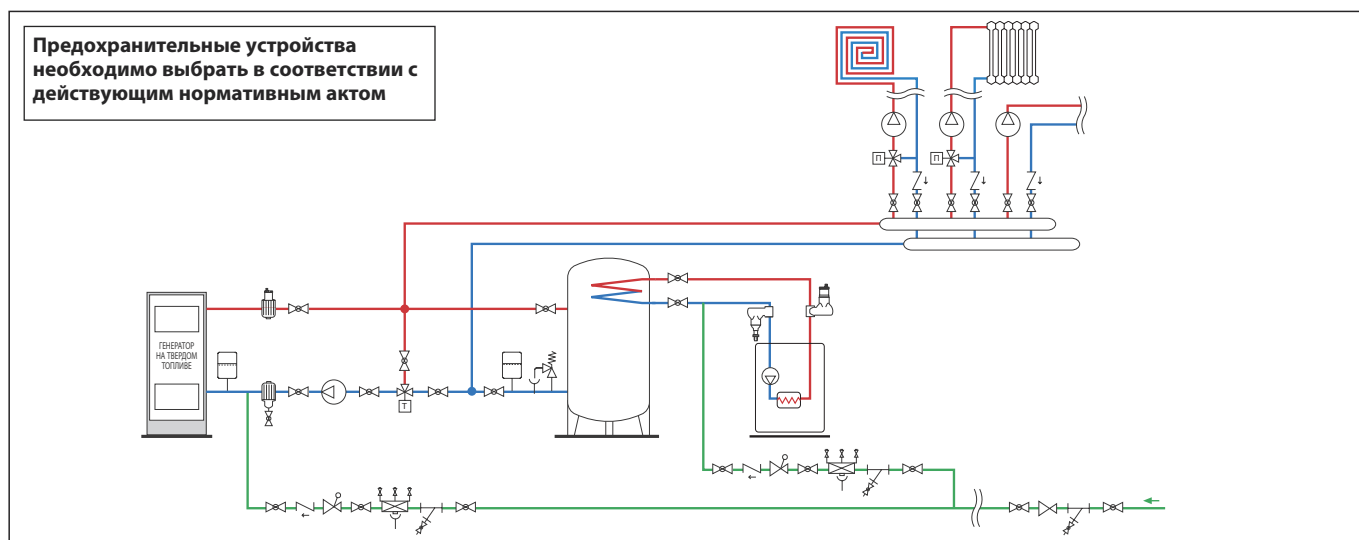 Предохранительные устройства
необходимо выбрать в соответствии с
действующим нормативным актом
П
П
ГЕНЕРАТОР
НА ТВЕРДОМ
ТОПЛИВЕ
Т